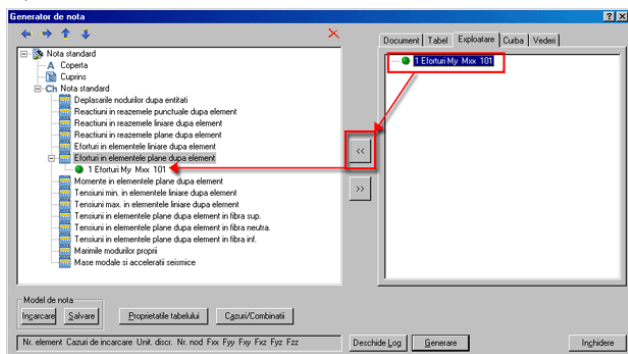 Generator de nota
Document Tabel Exploatare Curba Vederi
Nota standard
A Coperta
Cuprins
Ch Nota standard
Deplasarile nodurilor dupa entitati
Reactiuni in reazemele punctuale dupa element
Reactiuni in reazemele liniare dupa element
Reactiuni in reazemele plane dupa element
Eforturi in elementele liniare dupa element
Eforturi in elementele plane dupa element
1 Eforturi My Mxx 101
Momente in elementele plane dupa element
Tensiuni min. in elementele liniare dupa element
Tensiuni max. in elementele liniare dupa element
Tensiuni in elementele plane dupa element in fibra sup.
Tensiuni in elementele plane dupa element in fibra neutra.
Tensiuni in elementele plane dupa element in fibra inf.
Marimile modurilor proprii
Mase modale si acceleratii seismice
<<
>>
1 Eforturi My Mxx 101
Model de nota
Incarcare Salvare Proprietatile tabelului Cazuri/Combinatii
Nr. element Cazuri de incarcare Unit. discr. Nr. nod Fxx Fyy Fxy Fxz Fyz Fzz
Deschide Log Generare Inghidere